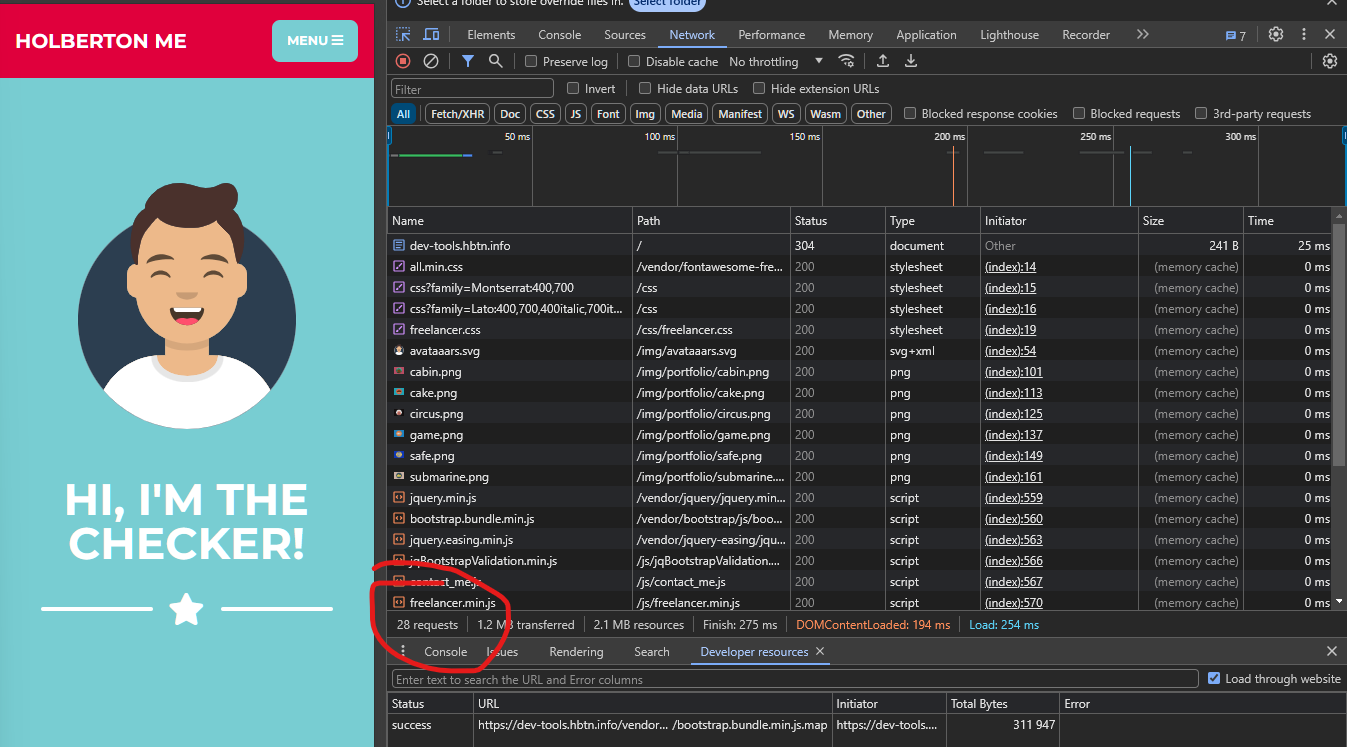 Select a folder to store override files in. Select folder
HOLBERTON ME
MENU
Elements Console Sources Network Performance Memory Application Lighthouse Recorder 7
Preserve log Disable cache No throttling
Filter Invert Hide data URLs Hide extension URLs
All Fetch/XHR Doc CSS JS Font Img Media Manifest WS Wasm Other Blocked response cookies Blocked requests 3rd-party requests
50 ms 100 ms 150 ms 200 ms 250 ms 300 ms
Name Path Status Type Initiator Size Time
dev-tools.hbtn.info / 304 document Other 241 B 25 ms
all.min.css /vendor/fontawesome-fre... 200 stylesheet (index):14 (memory cache) 0 ms
css?family=Montserrat:400,700 /css 200 stylesheet (index):15 (memory cache) 0 ms
css?family=Lato:400,700,400italic,700it... /css 200 stylesheet (index):16 (memory cache) 0 ms
freelancer.css /css/freelancer.css 200 stylesheet (index):19 (memory cache) 0 ms
avataaars.svg /img/avataaars.svg 200 svg+xml (index):54 (memory cache) 0 ms
cabin.png /img/portfolio/cabin.png 200 png (index):101 (memory cache) 0 ms
cake.png /img/portfolio/cake.png 200 png (index):113 (memory cache) 0 ms
circus.png /img/portfolio/circus.png 200 png (index):125 (memory cache) 0 ms
game.png /img/portfolio/game.png 200 png (index):137 (memory cache) 0 ms
safe.png /img/portfolio/safe.png 200 png (index):149 (memory cache) 0 ms
submarine.png /img/portfolio/submarine.... 200 png (index):161 (memory cache) 0 ms
jquery.min.js /vendor/jquery/jquery.min... 200 script (index):559 (memory cache) 0 ms
bootstrap.bundle.min.js /vendor/bootstrap/js/boo... 200 script (index):560 (memory cache) 0 ms
jquery.easing.min.js /vendor/jquery-easing/jqu... 200 script (index):563 (memory cache) 0 ms
jqBootstrapValidation.min.js /js/jqBootstrapValidation.... 200 script (index):566 (memory cache) 0 ms
contact_me.js /js/contact_me.js 200 script (index):567 (memory cache) 0 ms
freelancer.min.js /js/freelancer.min.js 200 script (index):570 (memory cache) 0 ms
HI, I'M THE
CHECKER!
28 requests 1.2 MB transferred 2.1 MB resources Finish: 275 ms DOMContentLoaded: 194 ms Load: 254 ms
Console Issues Rendering Search Developer resources
Enter text to search the URL and Error columns Load through website
Status URL Initiator Total Bytes Error
success https://dev-tools.hbtn.info/vendor... /bootstrap.bundle.min.js.map https://dev-tools.... 311 947